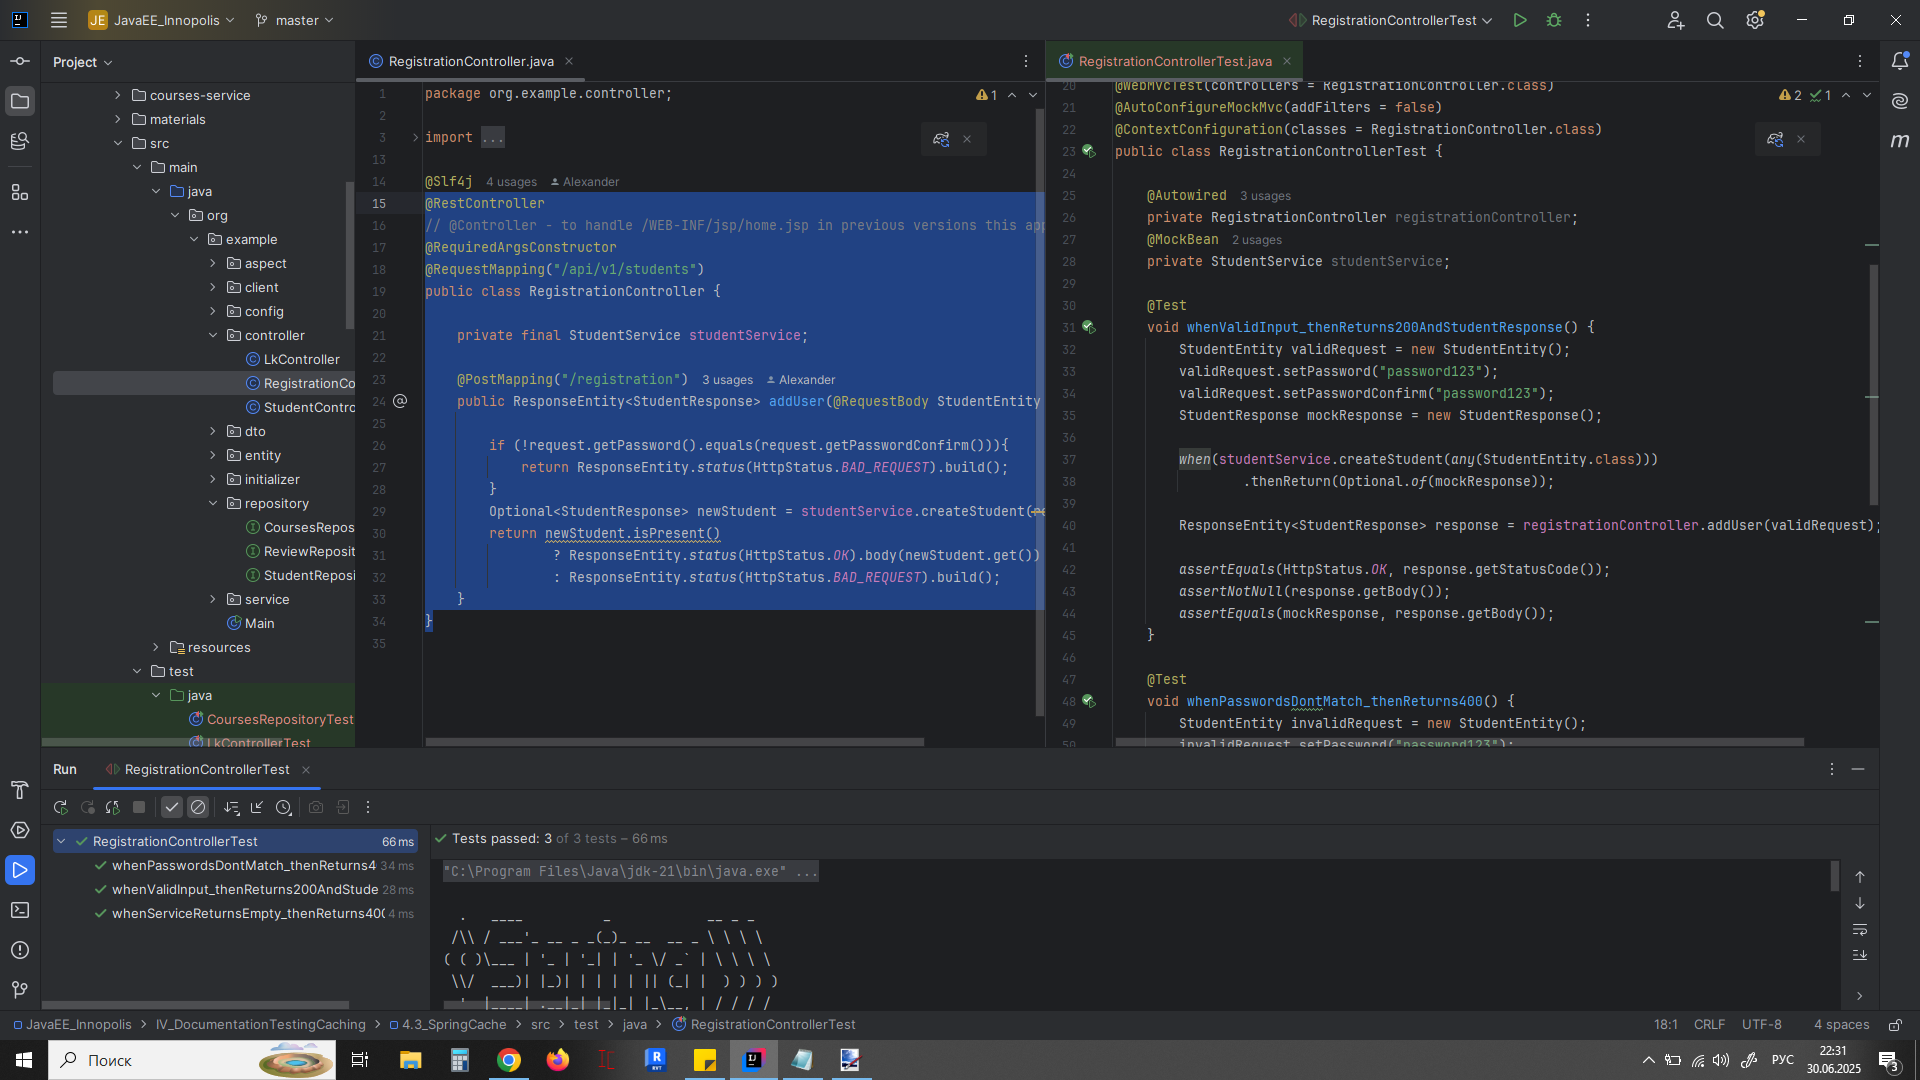 JE JavaEE_Innopolis master RegistrationControllerTest
Project
courses-service
materials
src
main
java
org
example
aspect
client
config
controller
LkController
RegistrationCo
StudentContro
dto
entity
initializer
repository
CoursesRepos
ReviewReposit
StudentReposi
service
Main
resources
test
java
CoursesRepositoryTest
LkControllerTest
RegistrationController.java
1 package org.example.controller;
2
3 import ...
13
14 @Slf4j 4 usages Alexander
15 @RestController
16 // @Controller - to handle /WEB-INF/jsp/home.jsp in previous versions this app
17 @RequiredArgsConstructor
18 @RequestMapping("/api/v1/students")
19 public class RegistrationController {
20
21 private final StudentService studentService;
22
23 @PostMapping("/registration") 3 usages Alexander
24 public ResponseEntity<StudentResponse> addUser(@RequestBody StudentEntity
25
26 if (!request.getPassword().equals(request.getPasswordConfirm())){
27 return ResponseEntity.status(HttpStatus.BAD_REQUEST).build();
28 }
29 Optional<StudentResponse> newStudent = studentService.createStudent(re
30 return newStudent.isPresent()
31 ? ResponseEntity.status(HttpStatus.OK).body(newStudent.get())
32 : ResponseEntity.status(HttpStatus.BAD_REQUEST).build();
33 }
34 }
35
1
RegistrationControllerTest.java
20 @WebMvcTest(controllers = RegistrationController.class)
21 @AutoConfigureMockMvc(addFilters = false)
22 @ContextConfiguration(classes = RegistrationController.class)
23 public class RegistrationControllerTest {
24
25 @Autowired 3 usages
26 private RegistrationController registrationController;
27 @MockBean 2 usages
28 private StudentService studentService;
29
30 @Test
31 void whenValidInput_thenReturns200AndStudentResponse() {
32 StudentEntity validRequest = new StudentEntity();
33 validRequest.setPassword("password123");
34 validRequest.setPasswordConfirm("password123");
35 StudentResponse mockResponse = new StudentResponse();
36
37 when(studentService.createStudent(any(StudentEntity.class)))
38 .thenReturn(Optional.of(mockResponse));
39
40 ResponseEntity<StudentResponse> response = registrationController.addUser(validRequest);
41
42 assertEquals(HttpStatus.OK, response.getStatusCode());
43 assertNotNull(response.getBody());
44 assertEquals(mockResponse, response.getBody());
45 }
46
47 @Test
48 void whenPasswordsDontMatch_thenReturns400() {
49 StudentEntity invalidRequest = new StudentEntity();
50 invalidRequest.setPassword("password123");
2 1
Run RegistrationControllerTest
RegistrationControllerTest 66 ms
whenPasswordsDontMatch_thenReturns4 34 ms
whenValidInput_thenReturns200AndStude 28 ms
whenServiceReturnsEmpty_thenReturns400 4 ms
Tests passed: 3 of 3 tests – 66 ms
"C:\Program Files\Java\jdk-21\bin\java.exe" ...
JavaEE_Innopolis IV_DocumentationTestingCaching 4.3_SpringCache src test java RegistrationControllerTest
18:1 CRLF UTF-8 4 spaces
Поиск
РУС
22:31
30.06.2025
3